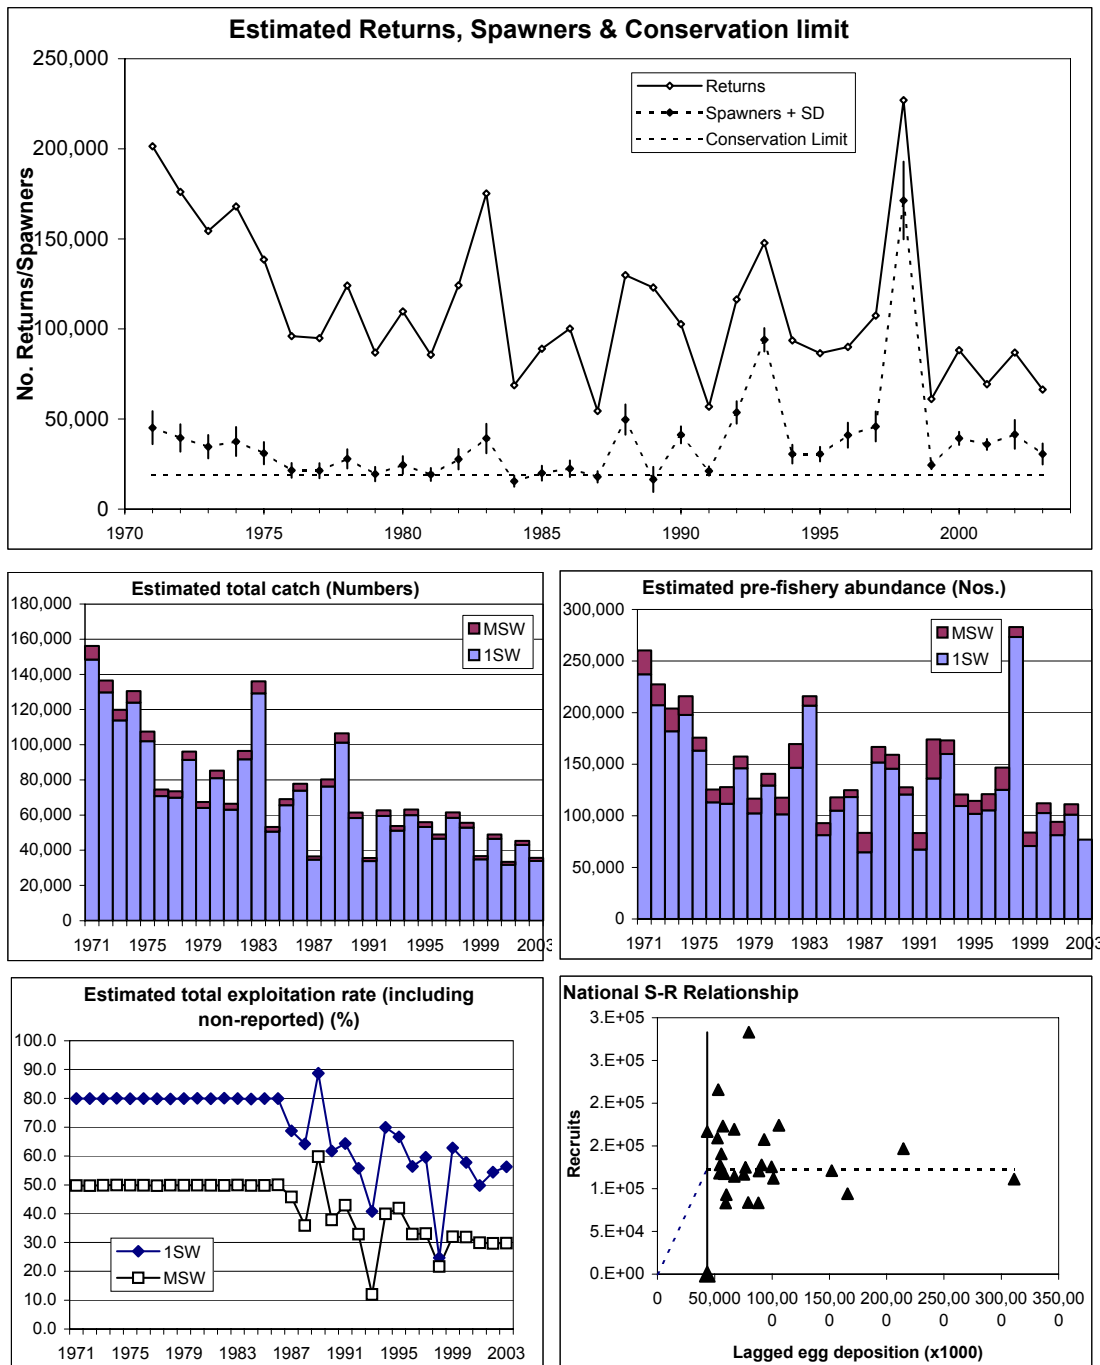 Estimated Returns, Spawners & Conservation limit
250,000
200,000
150,000
100,000
50,000
0
No. Returns/Spawners
Returns
Spawners + SD
Conservation Limit
1970 1975 1980 1985 1990 1995 2000
Estimated total catch (Numbers)
180,000
160,000
140,000
120,000
100,000
80,000
60,000
40,000
20,000
0
MSW
1SW
1971 1975 1979 1983 1987 1991 1995 1999 2003
Estimated pre-fishery abundance (Nos.)
300,000
250,000
200,000
150,000
100,000
50,000
0
MSW
1SW
1971 1975 1979 1983 1987 1991 1995 1999 2003
Estimated total exploitation rate (including
non-reported) (%)
100.0
90.0
80.0
70.0
60.0
50.0
40.0
30.0
20.0
10.0
0.0
1SW
MSW
1971 1975 1979 1983 1987 1991 1995 1999 2003
National S-R Relationship
3.E+05
3.E+05
2.E+05
2.E+05
1.E+05
5.E+04
0.E+00
Recruits
0 50,000 100,00 150,00 200,00 250,00 300,00 350,00
0 0 0 0 0 0
Lagged egg deposition (x1000)